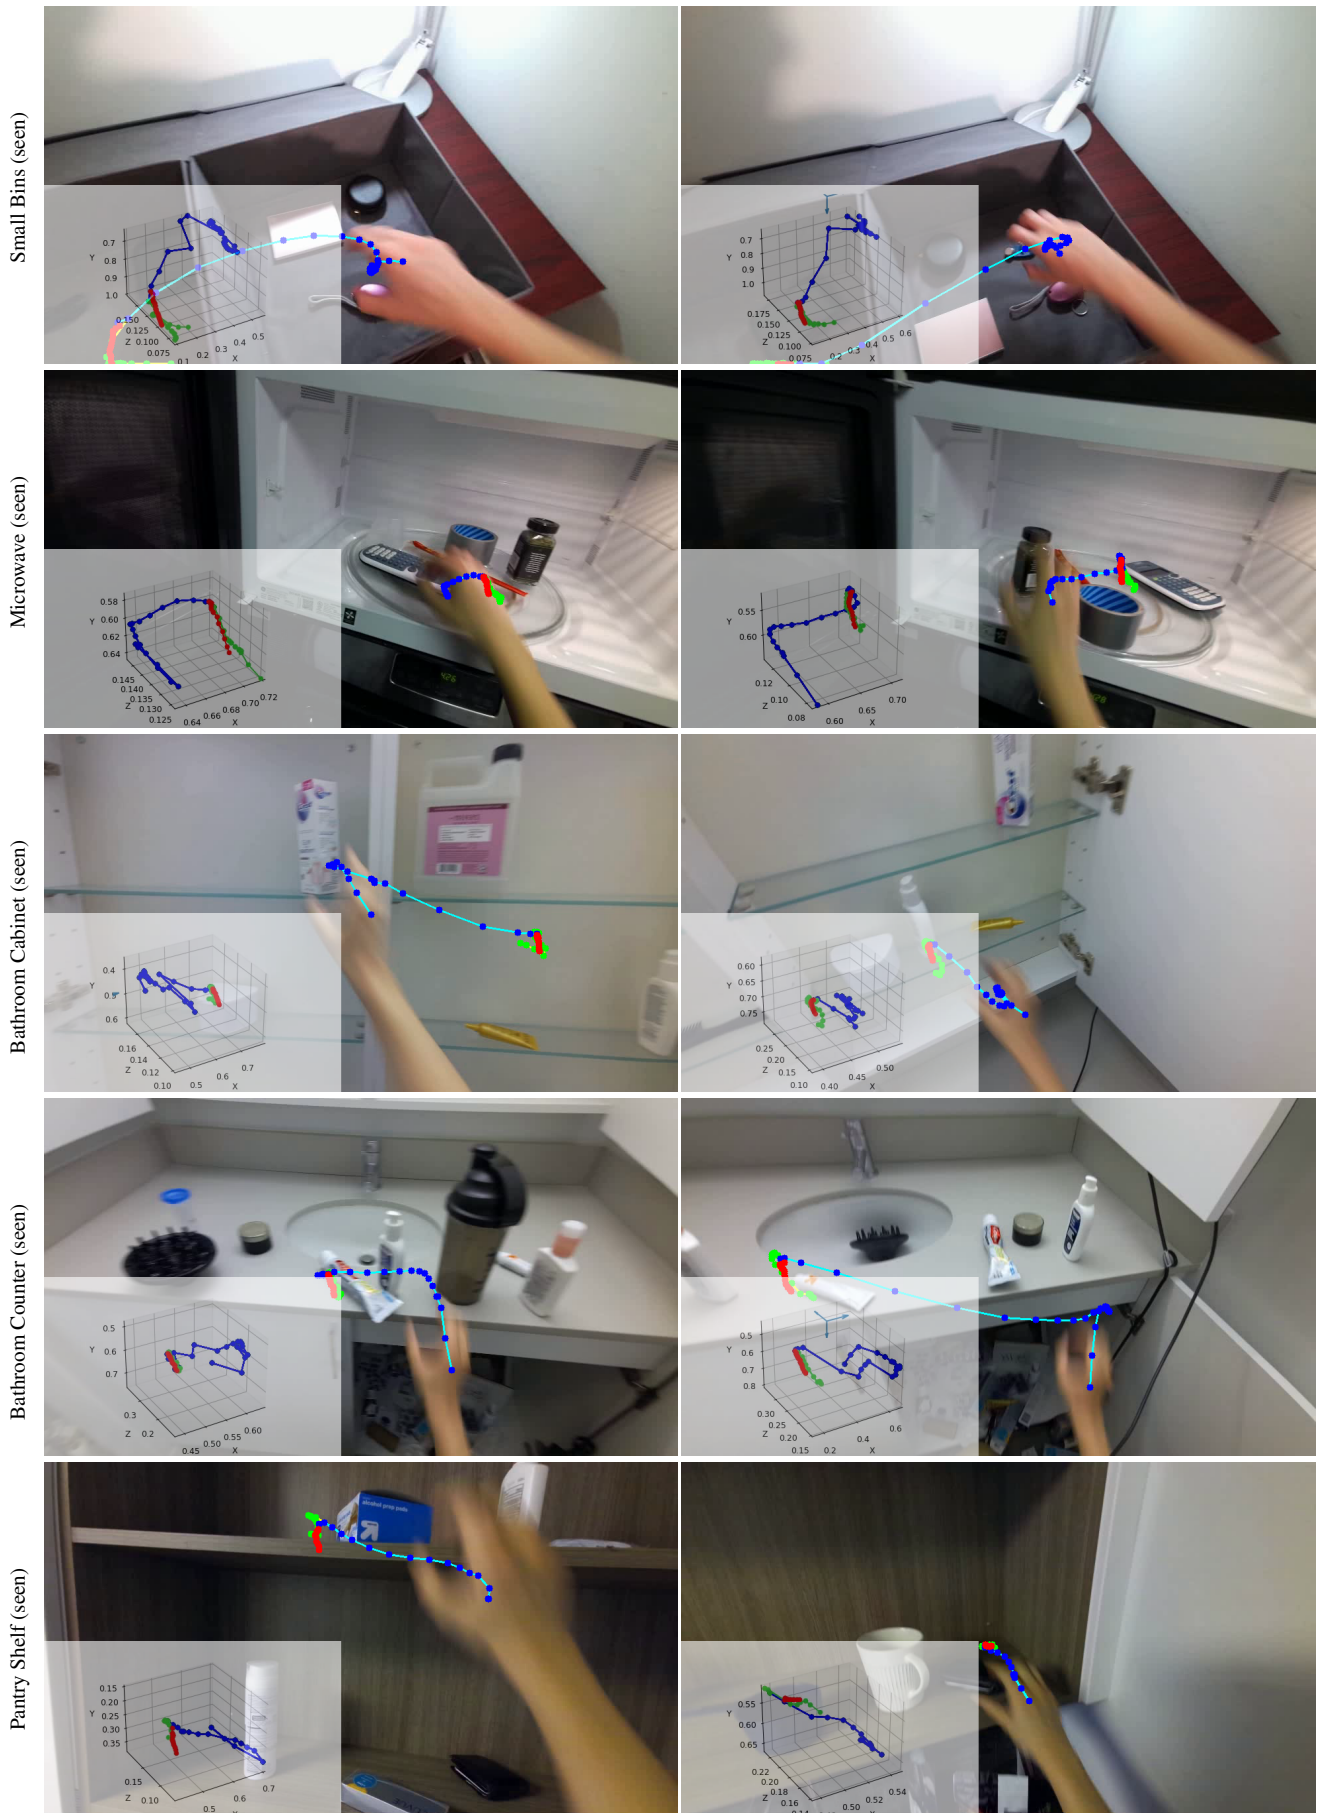 Small Bins (seen)
0.7
Y 0.8
0.9
1.0
0.150
0.125
Z 0.100
0.075
0.1 0.2 0.3 0.4 0.5
X
0.7
Y 0.8
0.9
1.0
0.175
0.150
0.125
Z 0.100
0.075
0.2 0.3 0.4 0.6
X
Microwave (seen)
0.58
Y 0.60
0.62
0.64
0.145
0.140
Z 0.135
0.130
0.125
0.64 0.66 0.68 0.70 0.72
X
426
0.55
Y 0.60
0.12
Z 0.10
0.08
0.60 0.65 0.70
X
Bathroom Cabinet (seen)
0.4
Y 0.5
0.6
0.16
0.14
Z 0.12
0.10
0.5 0.6 0.7
X
0.60
0.65
Y 0.70
0.75
0.25
0.20
Z 0.15
0.10
0.40 0.45 0.50
X
Bathroom Counter (seen)
0.5
Y 0.6
0.7
0.3
Z 0.2
0.45 0.50 0.55 0.60
X
0.5
Y 0.6
0.7
0.8
0.30
0.25
Z 0.20
0.15
0.2 0.4 0.6
X
Pantry Shelf (seen)
alcohol prep pads
0.15
0.20
Y 0.25
0.30
0.35
0.15
Z 0.10
0.5 0.6 0.7
X
0.55
Y 0.60
0.65
0.22
0.20
0.18
Z 0.16
0.14
0.50 0.52 0.54
X